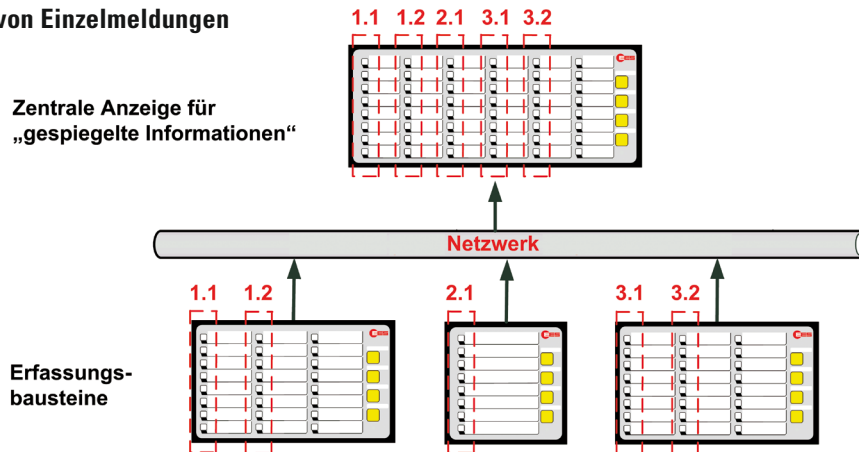 von Einzelmeldungen
1.1 1.2 2.1 3.1 3.2
Zentrale Anzeige für
„gespiegelte Informationen“
Netzwerk
1.1 1.2 2.1 3.1 3.2
Erfassungs-
bausteine